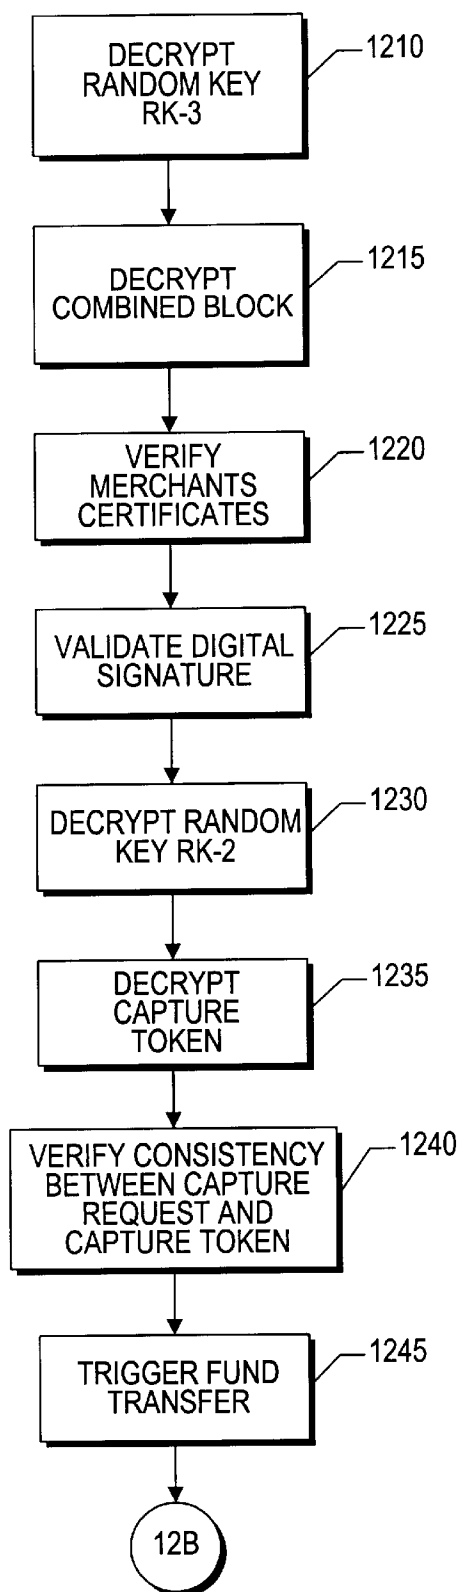 DECRYPT
RANDOM KEY
RK-3
1210
DECRYPT
COMBINED BLOCK
1215
VERIFY
MERCHANTS
CERTIFICATES
1220
VALIDATE DIGITAL
SIGNATURE
1225
DECRYPT RANDOM
KEY RK-2
1230
DECRYPT
CAPTURE
TOKEN
1235
VERIFY CONSISTENCY
BETWEEN CAPTURE
REQUEST AND
CAPTURE TOKEN
1240
TRIGGER FUND
TRANSFER
1245
12B